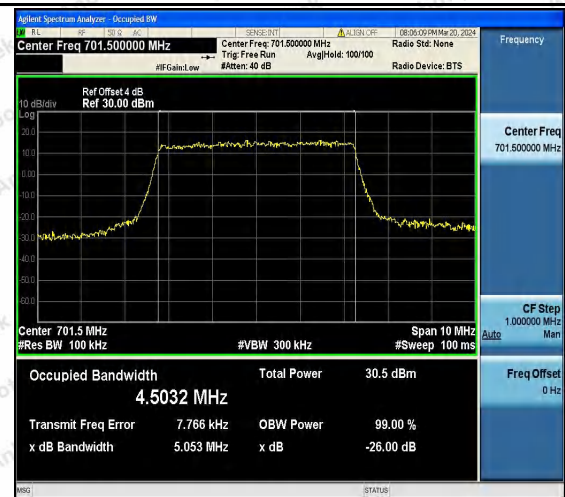 Agilent Spectrum Analyzer - Occupied BW
RL RF 50 Ω AC SENSE:INT ALIGN OFF 08:06:09 PM Mar 20, 2024
Center Freq 701.500000 MHz Center Freq: 701.500000 MHz Radio Std: None Frequency
Trig: Free Run Avg|Hold: 100/100
#IFGain:Low #Atten: 40 dB Radio Device: BTS
Ref Offset 4 dB
10 dB/div Ref 30.00 dBm
Log
20.0
10.0
0.00
-10.0
-20.0
-30.0
-40.0
-50.0
-60.0
Center Freq
701.500000 MHz
Center 701.5 MHz Span 10 MHz
#Res BW 100 kHz #VBW 300 kHz #Sweep 100 ms
CF Step
1.000000 MHz
Auto Man
Occupied Bandwidth Total Power 30.5 dBm
4.5032 MHz
Transmit Freq Error 7.766 kHz OBW Power 99.00 %
x dB Bandwidth 5.053 MHz x dB -26.00 dB
Freq Offset
0 Hz
MSG STATUS